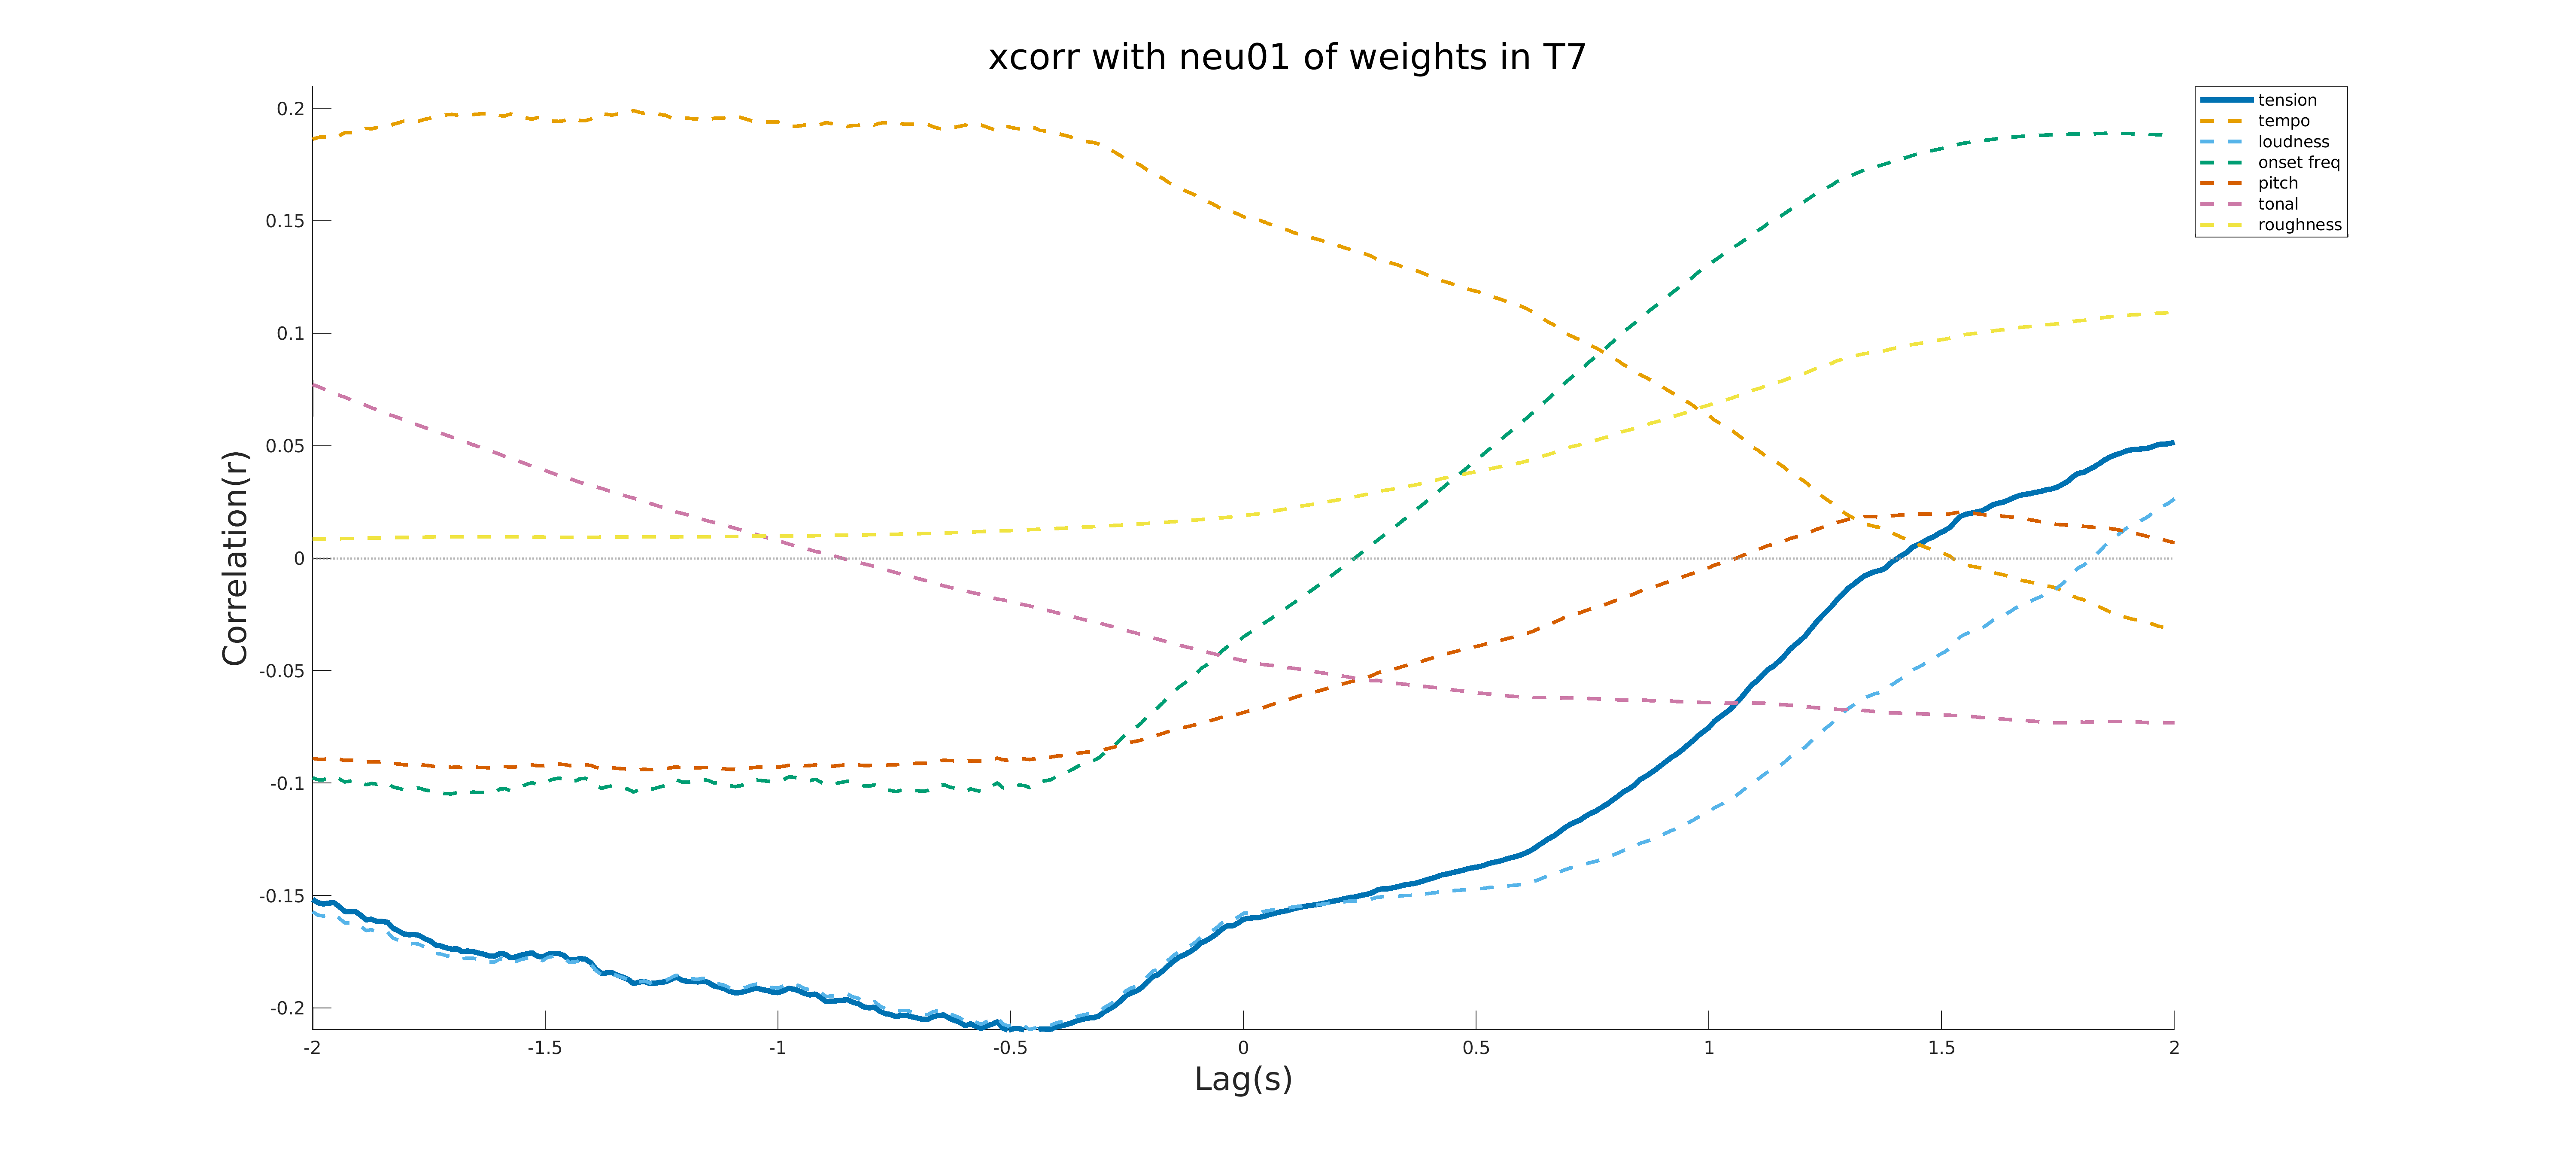 xcorr with neu01 of weights in T7
tension
tempo
loudness
onset freq
pitch
tonal
roughness
Correlation(r)
0.2
0.15
0.1
0.05
0
-0.05
-0.1
-0.15
-0.2
-2
-1.5
-1
-0.5
0
0.5
1
1.5
2
Lag(s)